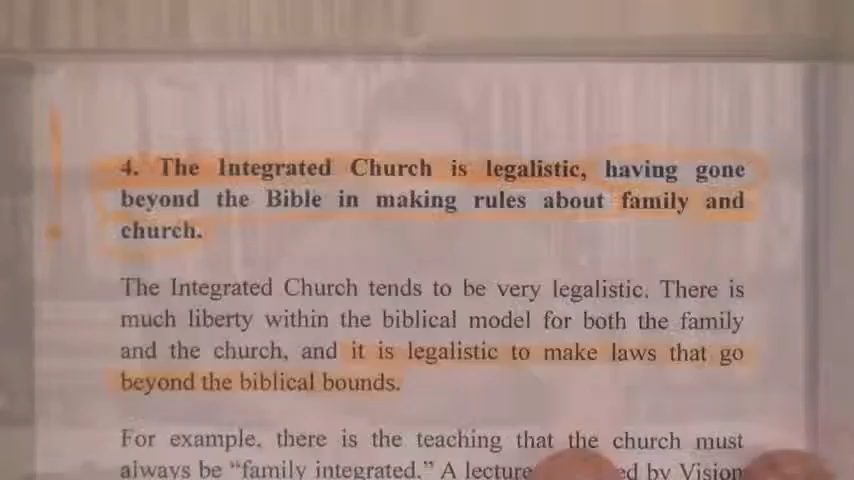 4. The Integrated Church is legalistic, having gone
beyond the Bible in making rules about family and
church.
The Integrated Church tends to be very legalistic. There is
much liberty within the biblical model for both the family
and the church, and it is legalistic to make laws that go
beyond the biblical bounds.
For example, there is the teaching that the church must
always be “family integrated.” A lecture by Vision